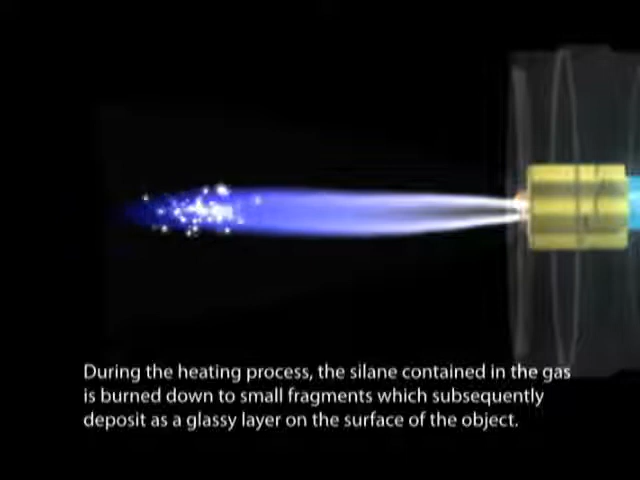 During the heating process, the silane contained in the gas
is burned down to small fragments which subsequently
deposit as a glassy layer on the surface of the object.